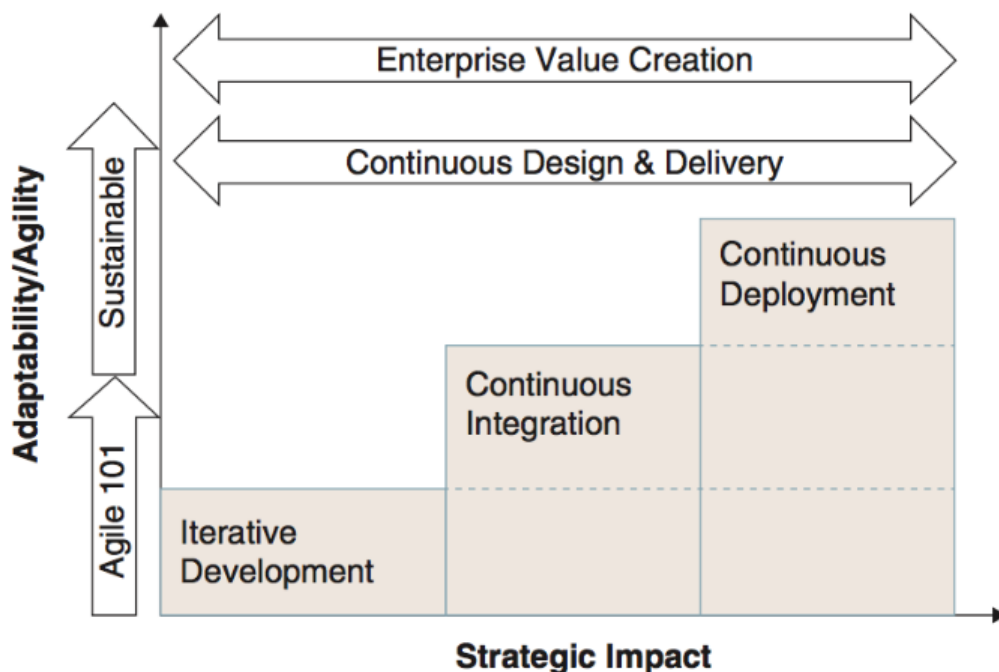 Enterprise Value Creation
Continuous Design & Delivery
Adaptability/Agility
Sustainable
Agile 101
Continuous
Deployment
Continuous
Integration
Iterative
Development
Strategic Impact